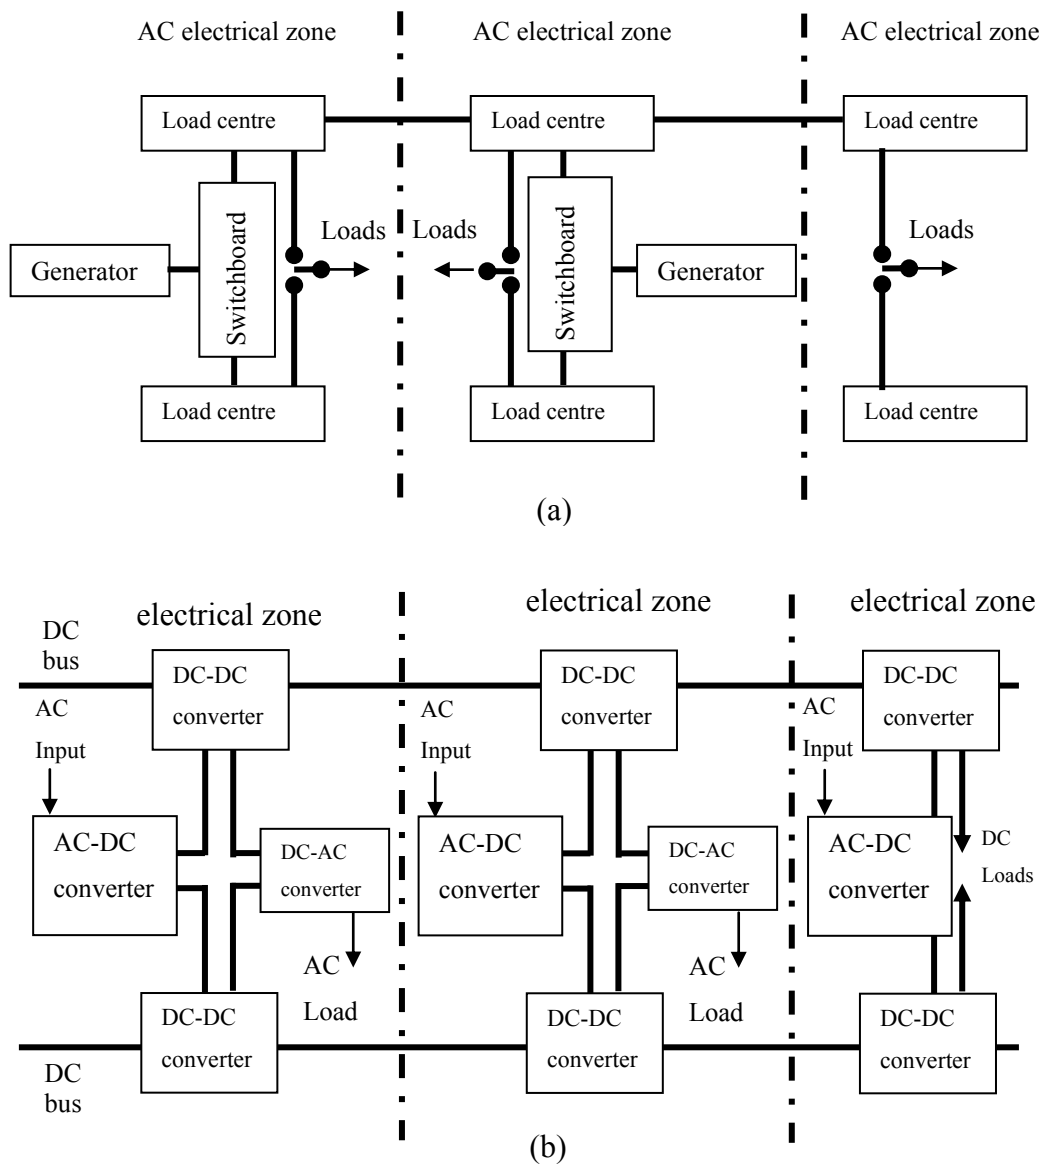 AC electrical zone
AC electrical zone
AC electrical zone
Load centre
Load centre
Load centre
Switchboard
Loads
Loads
Switchboard
Loads
Generator
Generator
Load centre
Load centre
Load centre
(a)
electrical zone
electrical zone
electrical zone
DC
bus
DC-DC
converter
DC-DC
converter
DC-DC
converter
AC
Input
AC
Input
AC
Input
AC-DC
converter
DC-AC
converter
AC-DC
converter
DC-AC
converter
AC-DC
converter
DC
Loads
AC
Load
AC
Load
DC-DC
converter
DC-DC
converter
DC-DC
converter
DC
bus
(b)